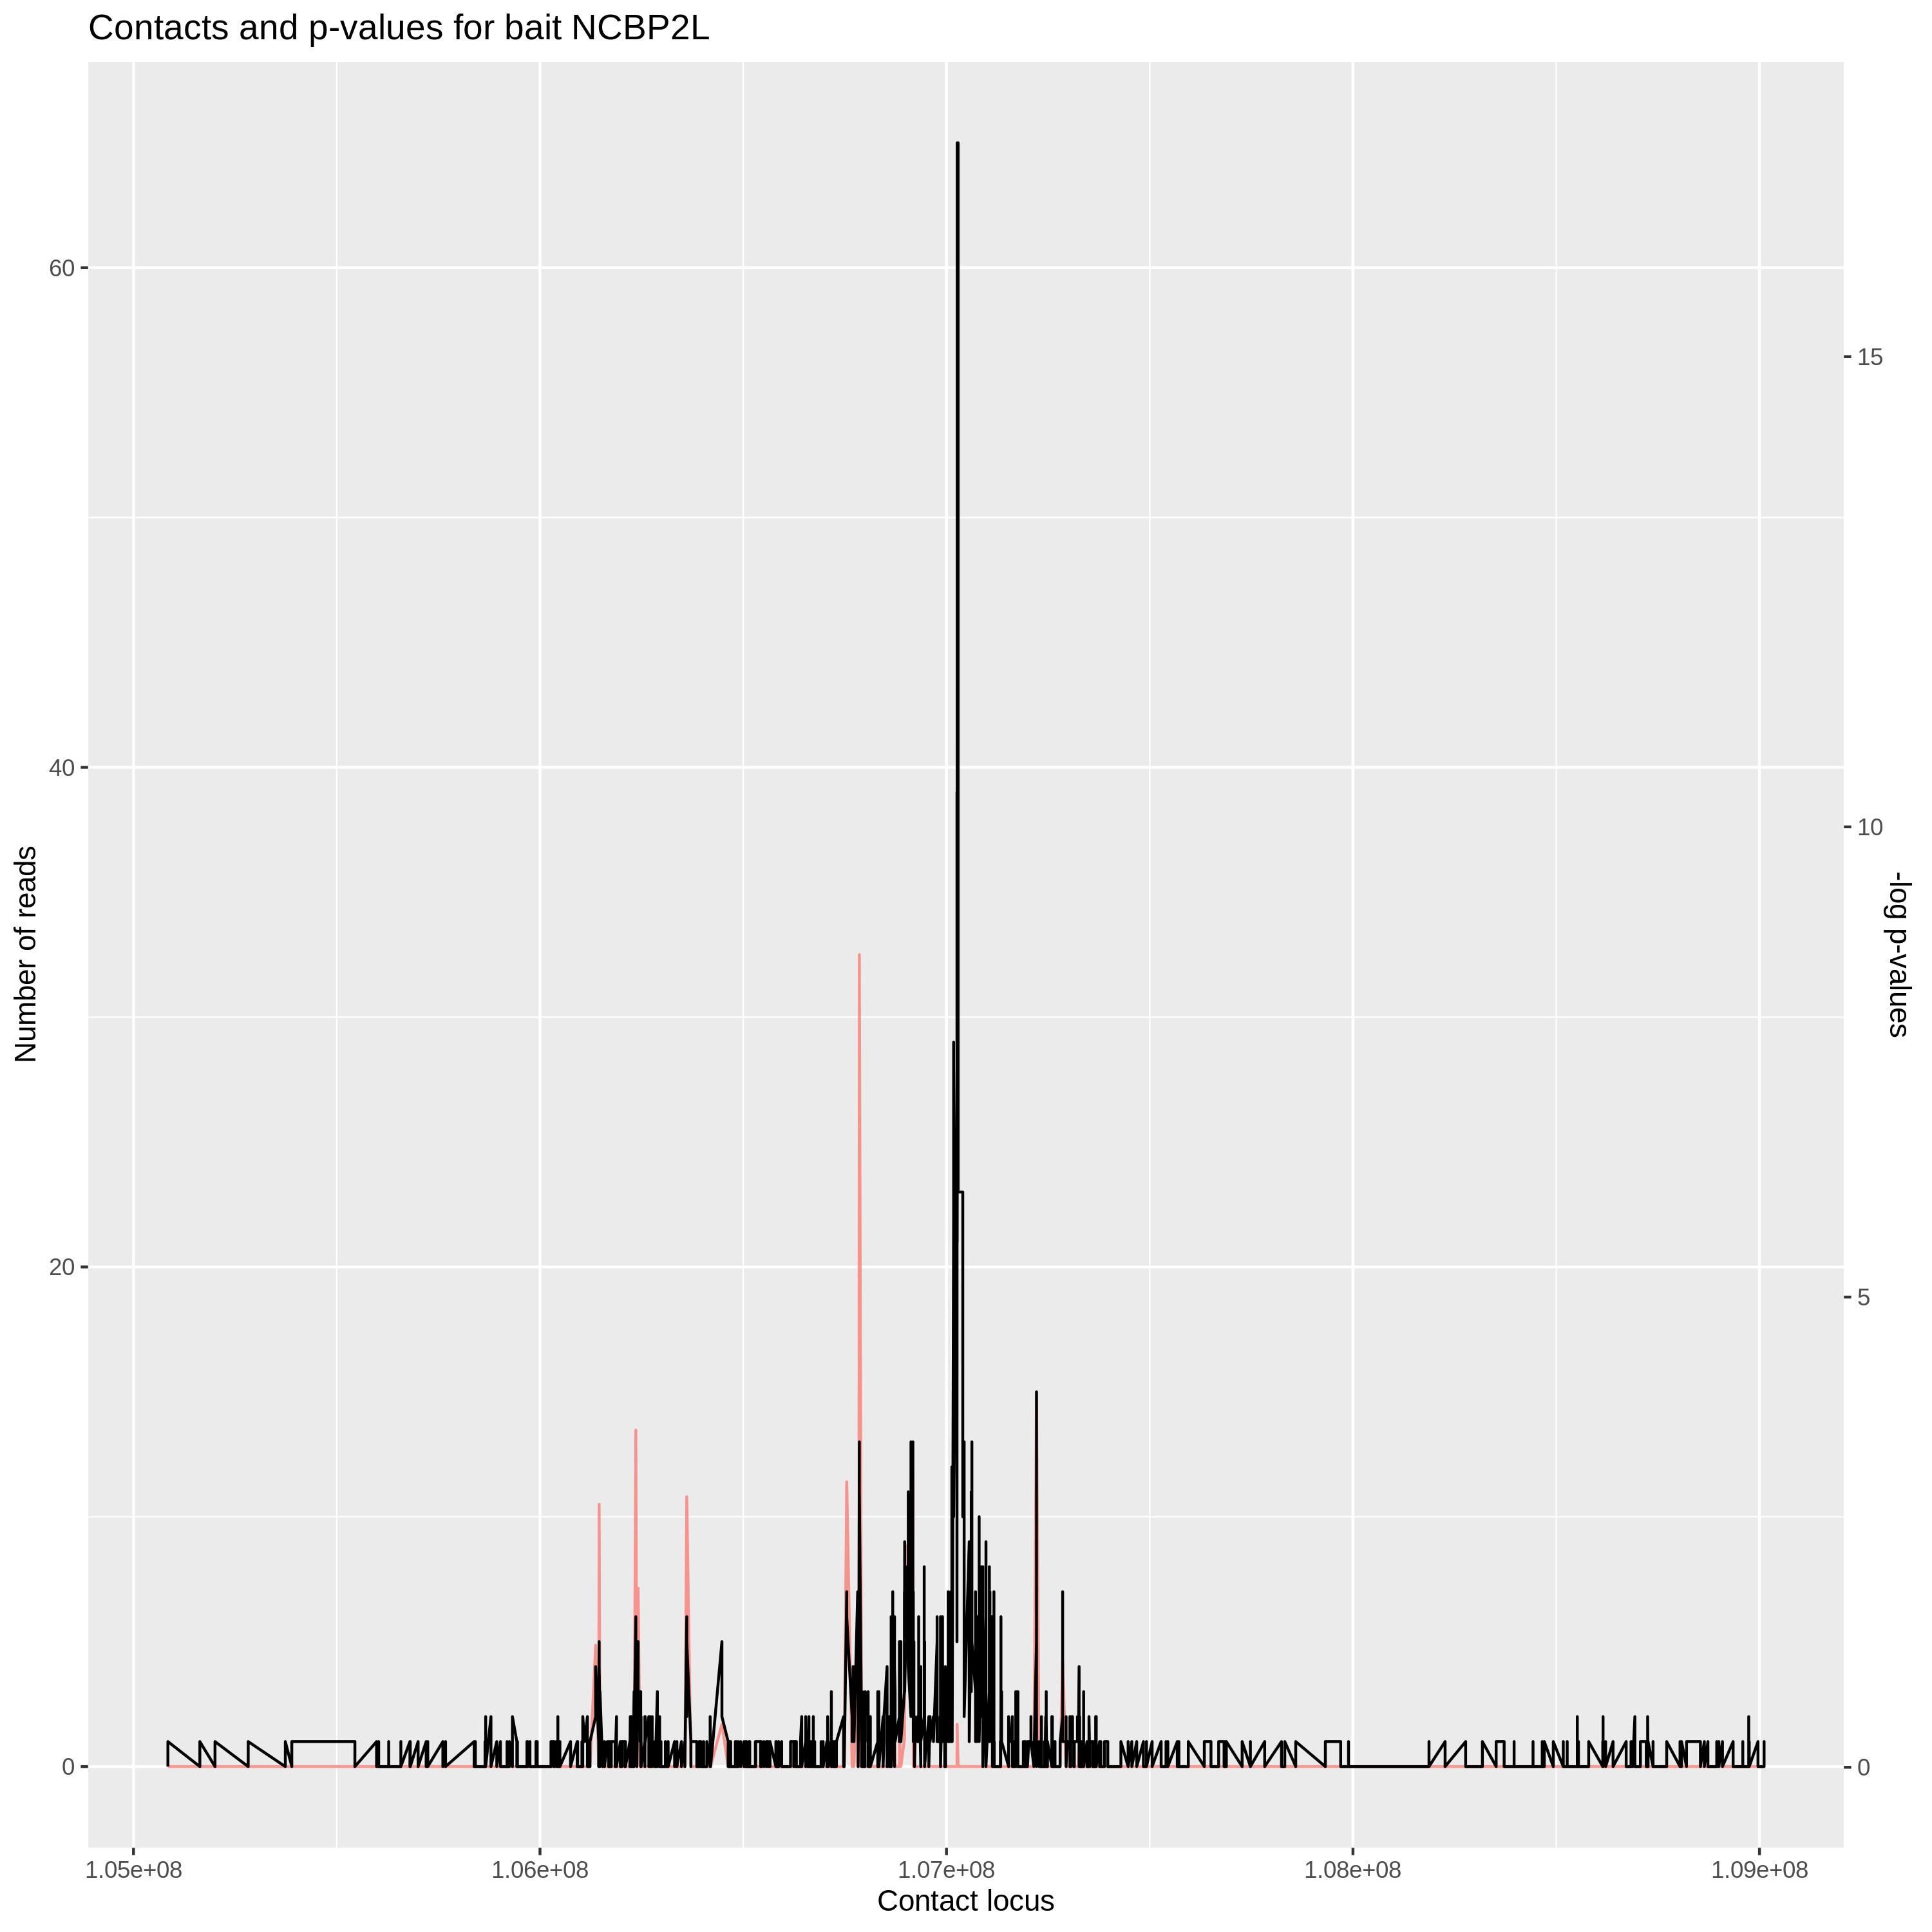 Contacts and p-values for bait NCBP2L
60
40
20
0
15
10
5
0
Number of reads
-log p-values
1.05e+08
1.06e+08
1.07e+08
1.08e+08
1.09e+08
Contact locus